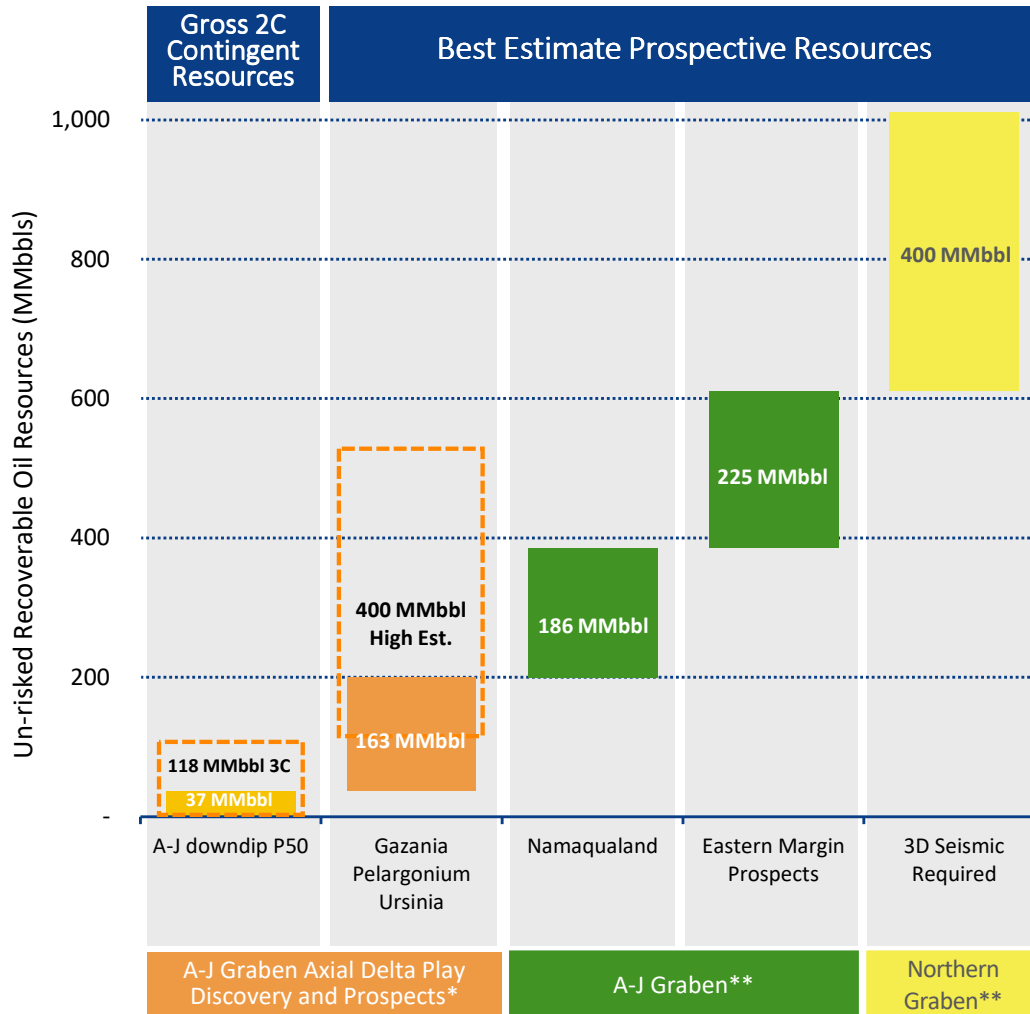 Gross 2C
Contingent
Resources
Best Estimate Prospective Resources
Un-risked Recoverable Oil Resources (MMbbls)
1,000
800
600
400
200
-
400 MMbbl
225 MMbbl
400 MMbbl
High Est.
186 MMbbl
163 MMbbl
118 MMbbl 3C
37 MMbbl
A-J downdip P50
Gazania
Pelargonium
Ursinia
Namaqualand
Eastern Margin
Prospects
3D Seismic
Required
A-J Graben Axial Delta Play
Discovery and Prospects*
A-J Graben**
Northern
Graben**